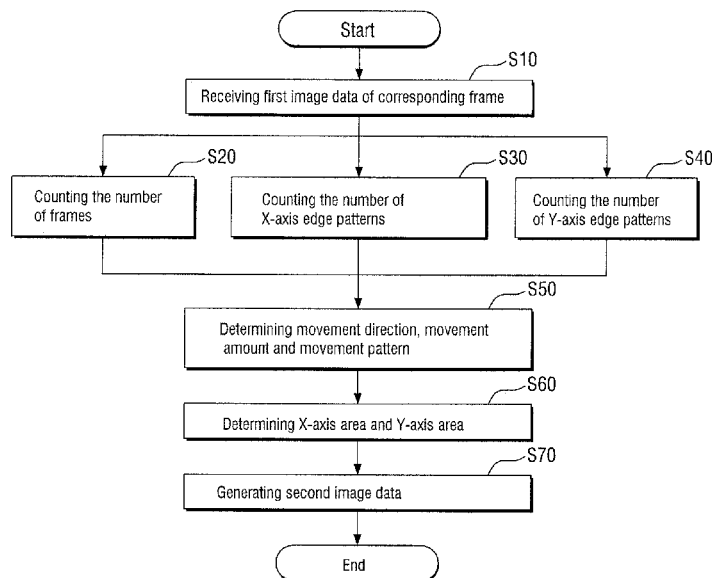 Start
S10
Receiving first image data of corresponding frame
S20
Counting the number
of frames
S30
Counting the number of
X-axis edge patterns
S40
Counting the number
of Y-axis edge patterns
S50
Determining movement direction, movement
amount and movement pattern
S60
Determining X-axis area and Y-axis area
S70
Generating second image data
End